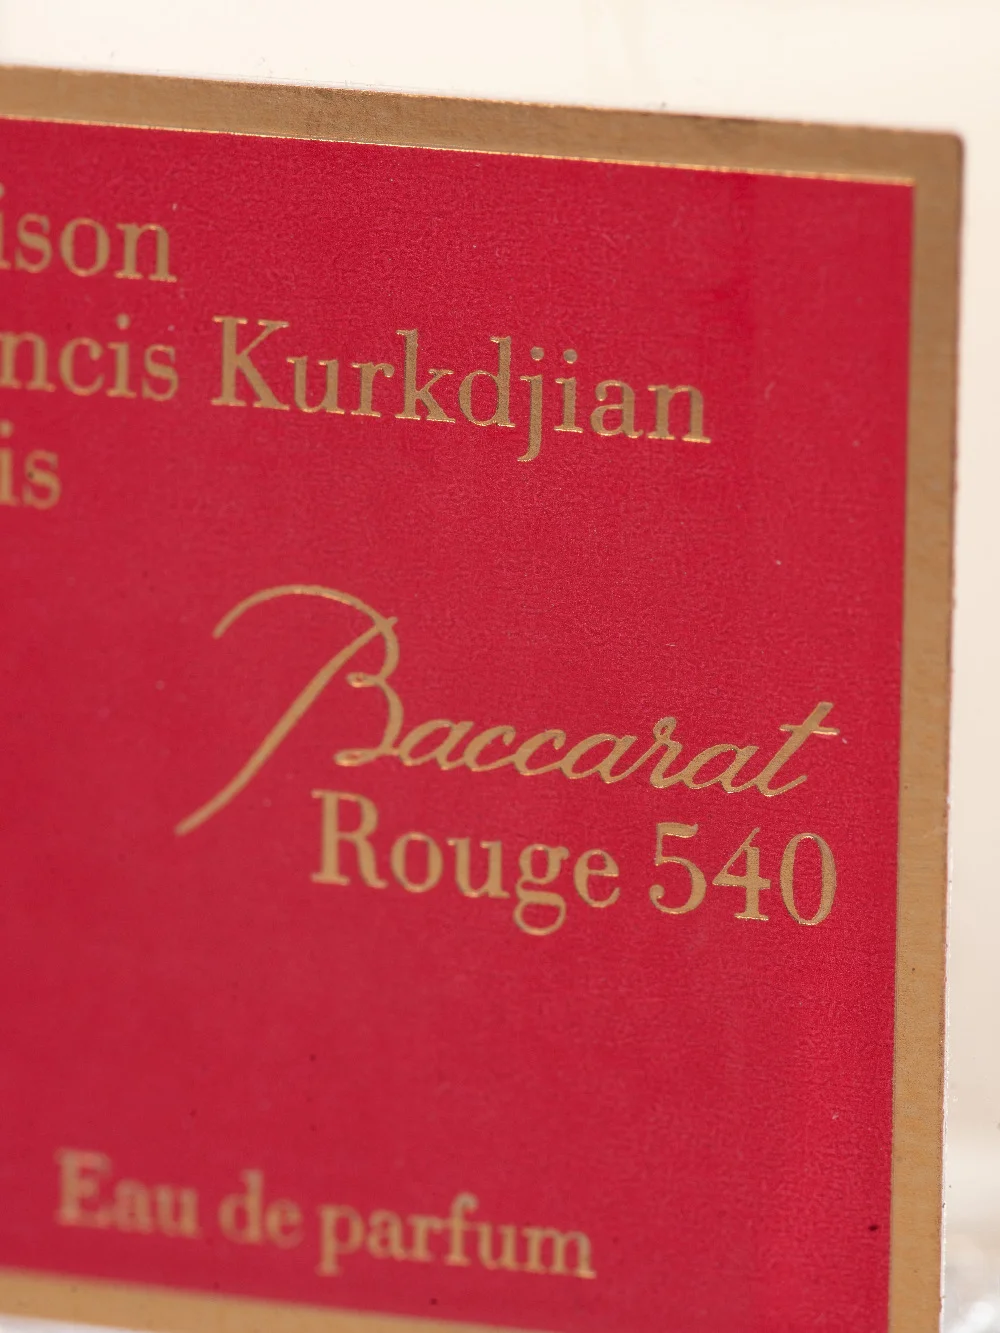 ison
ncis Kurkdjian
is
Baccarat
Rouge 540
Eau de parfum